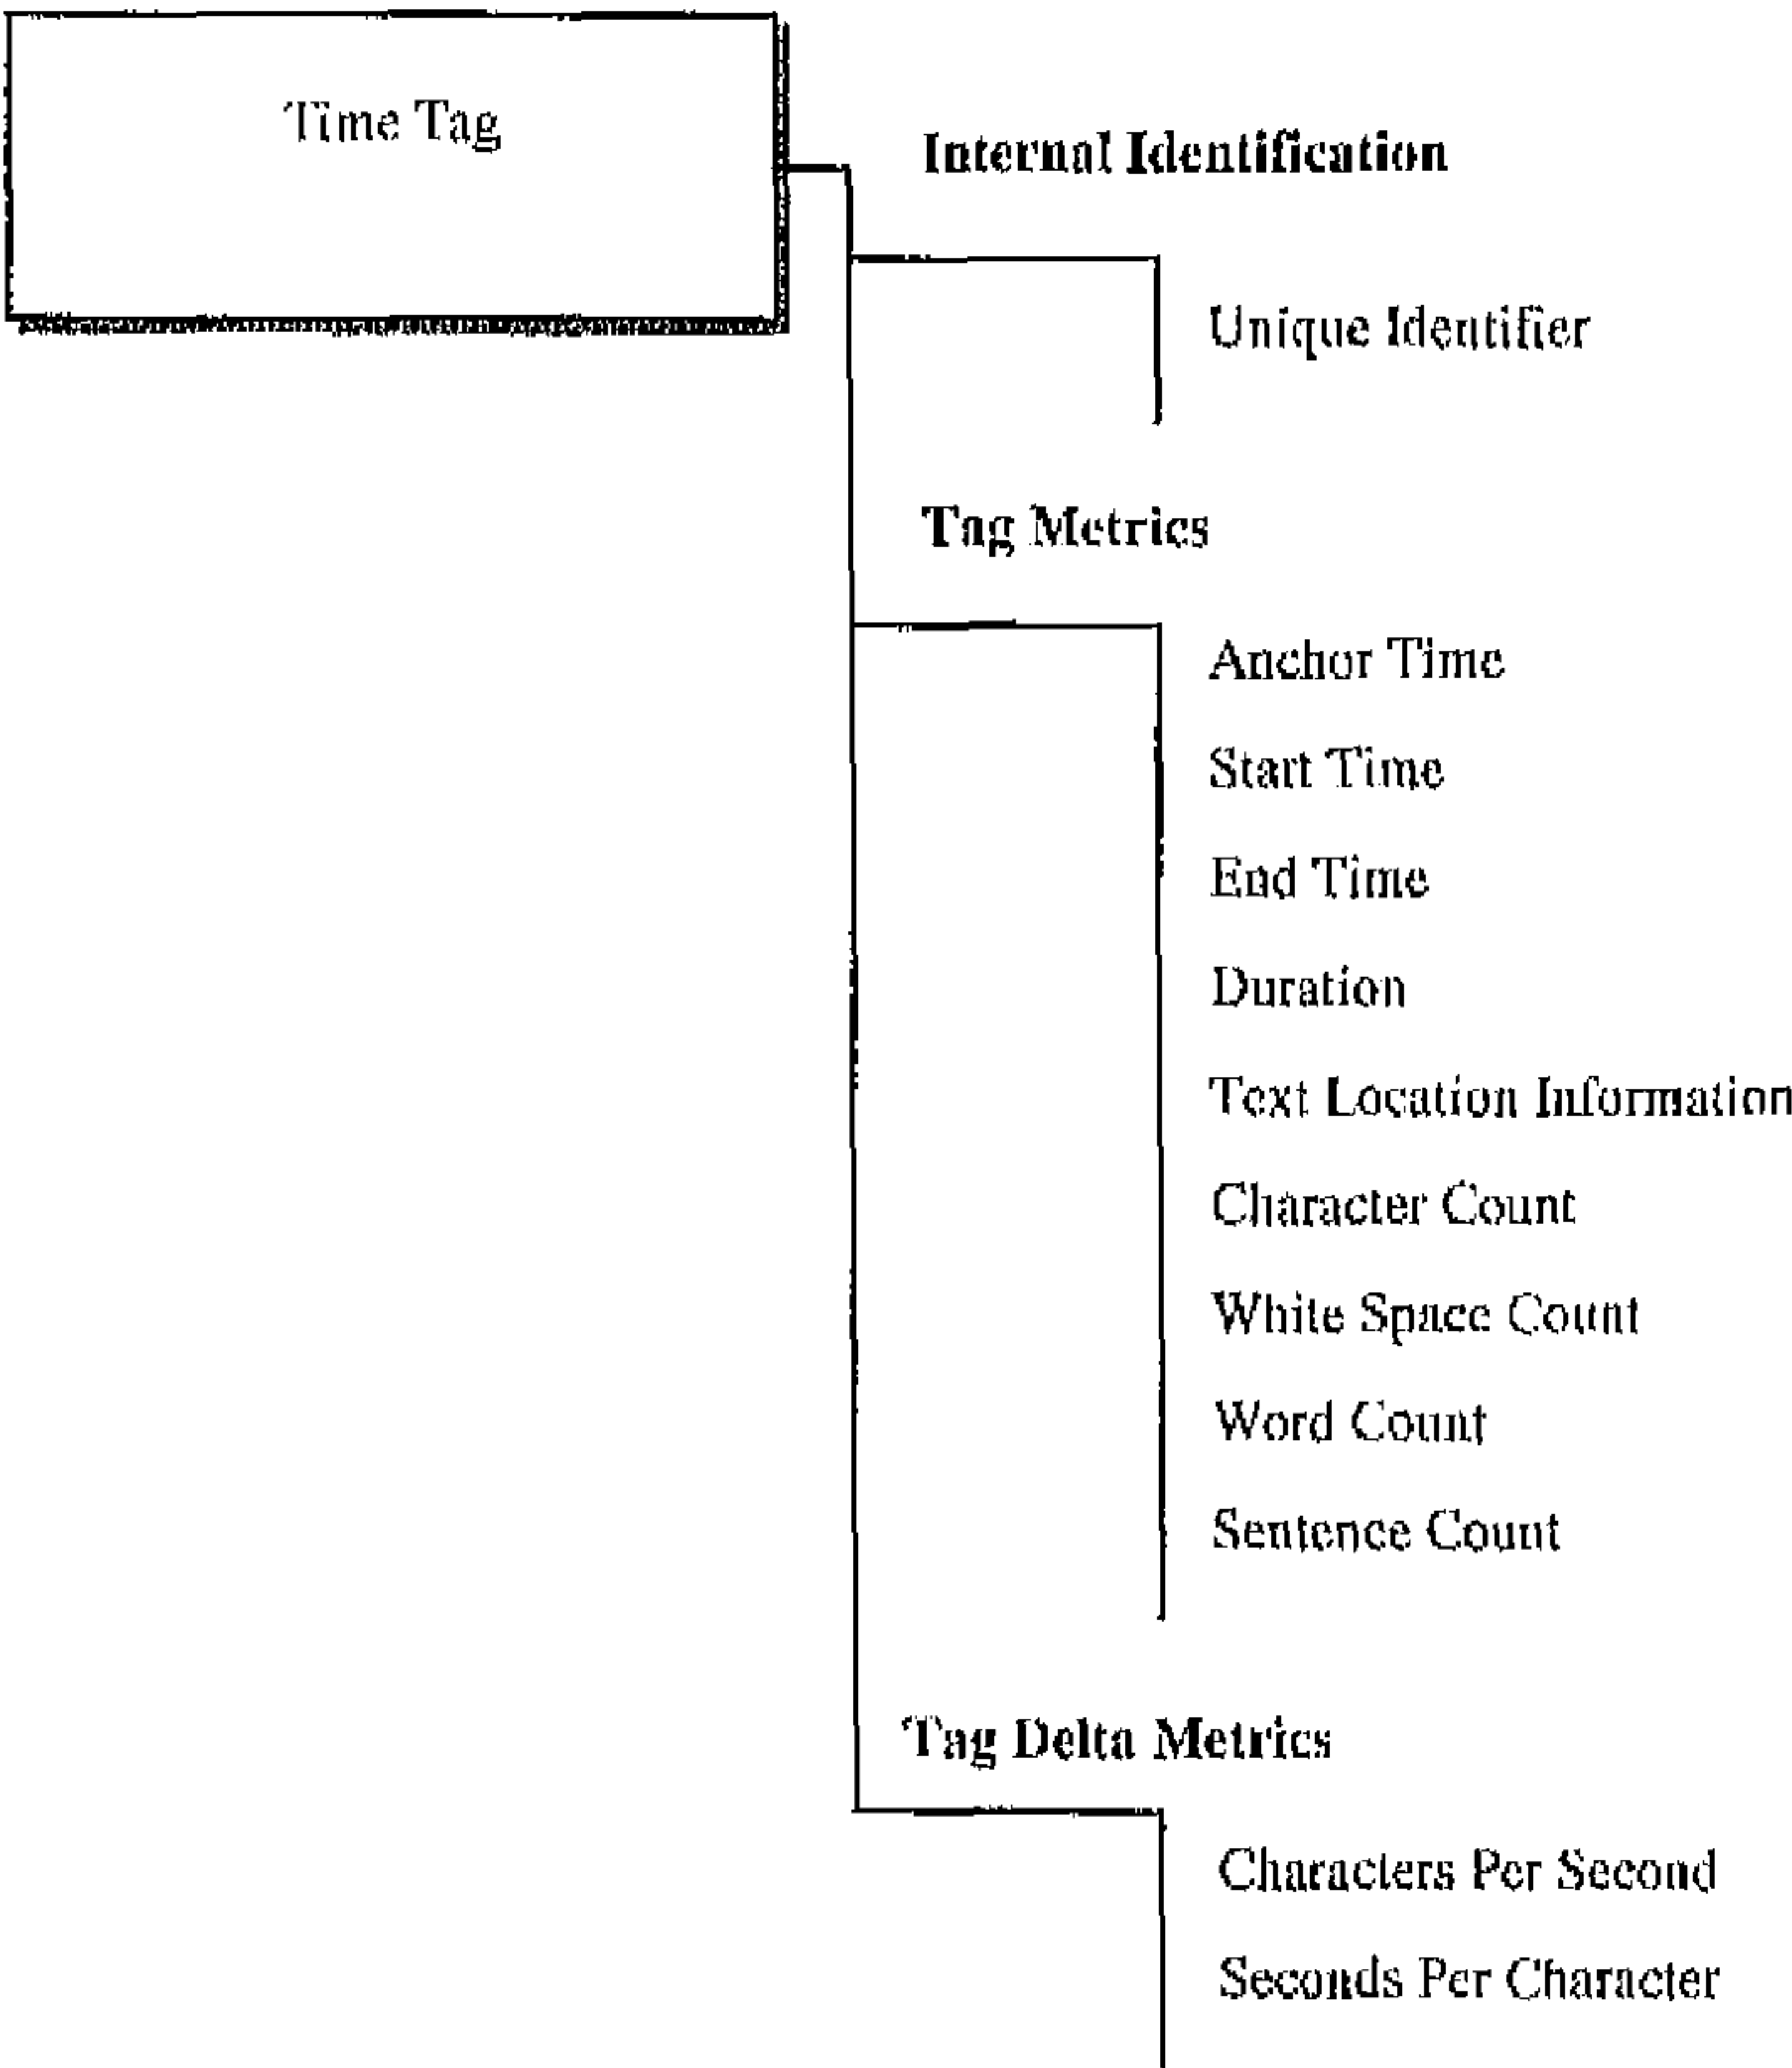 Time Tag
Internal Identification
Unique Identifier
Tag Metrics
Anchor Time
Start Time
End Time
Duration
Text Location Information
Character Count
White Space Count
Word Count
Sentence Count
Tag Delta Metrics
Characters Per Second
Seconds Per Character